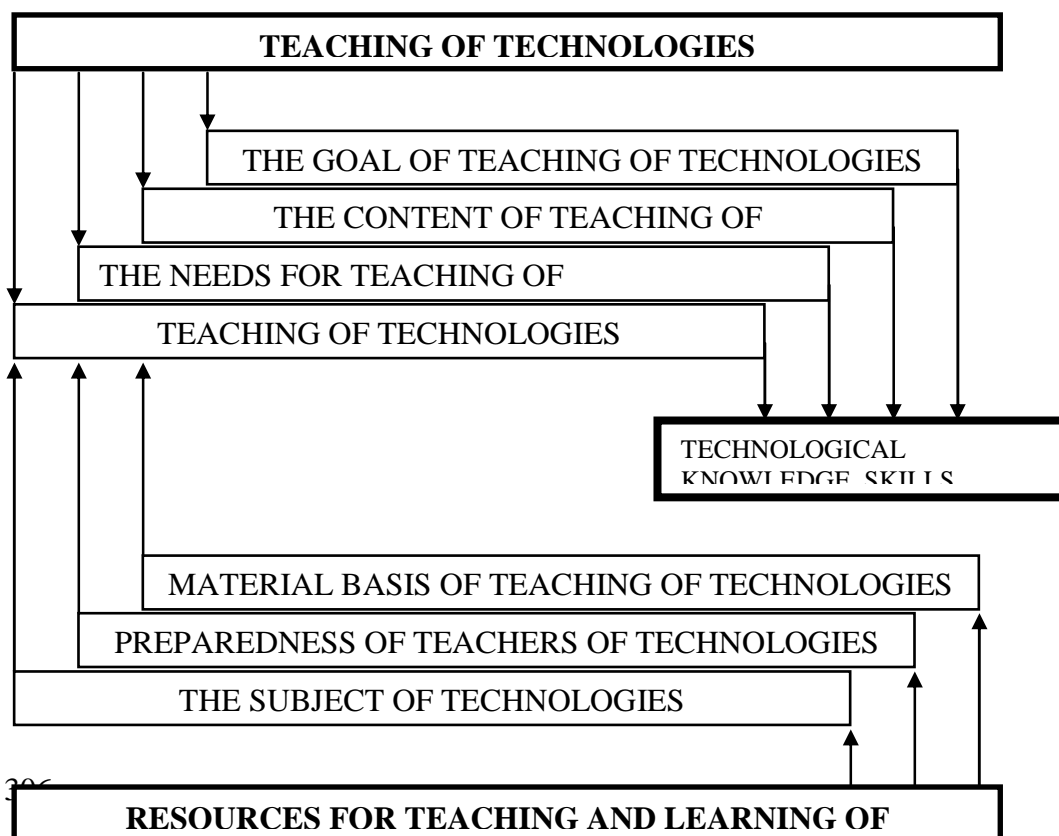 TEACHING OF TECHNOLOGIES
THE GOAL OF TEACHING OF TECHNOLOGIES
THE CONTENT OF TEACHING OF
THE NEEDS FOR TEACHING OF
TEACHING OF TECHNOLOGIES
TECHNOLOGICAL
KNOWLEDGE SKILLS
MATERIAL BASIS OF TEACHING OF TECHNOLOGIES
PREPAREDNESS OF TEACHERS OF TECHNOLOGIES
THE SUBJECT OF TECHNOLOGIES
RESOURCES FOR TEACHING AND LEARNING OF